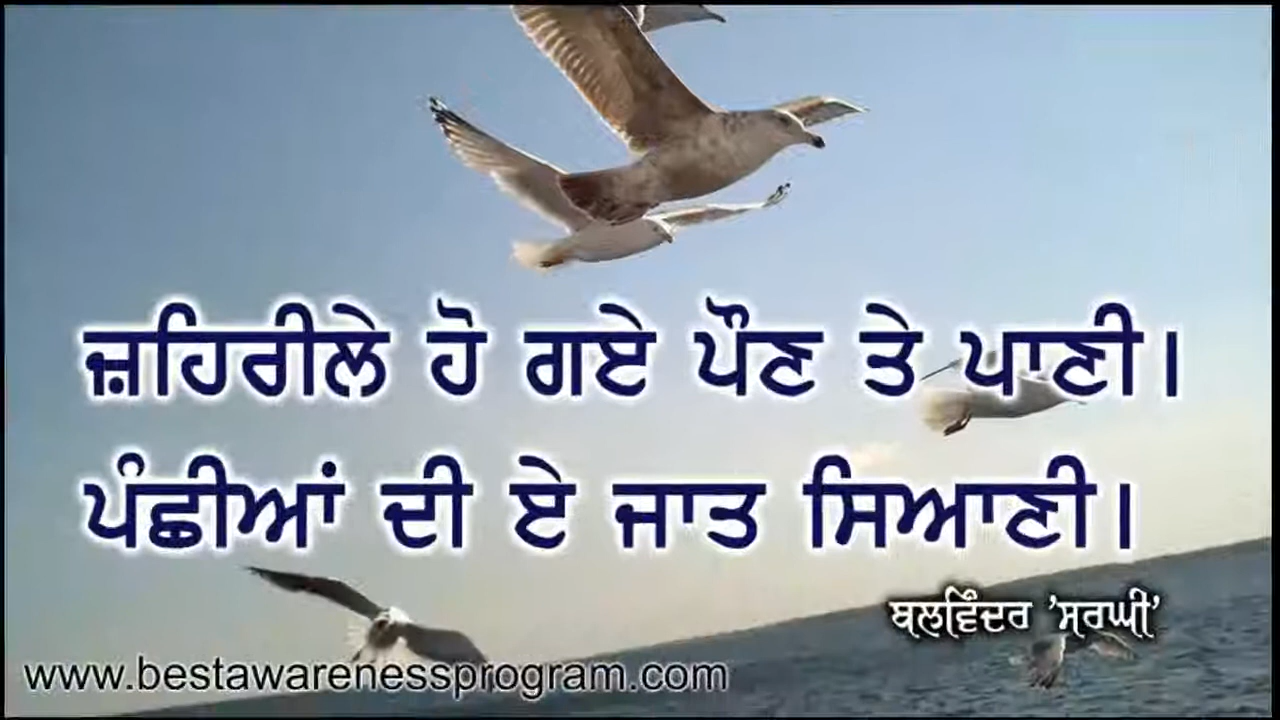 ਜ਼ਹਿਰੀਲੇ ਹੋ ਗਏ ਪੌਣ ਤੇ ਪਾਣੀ।
ਪੰਛੀਆਂ ਦੀ ਏ ਜਾਤ ਸਿਆਣੀ।
ਬਲਵਿੰਦਰ 'ਸਰਘੀ'
www.bestawarenessprogram.com